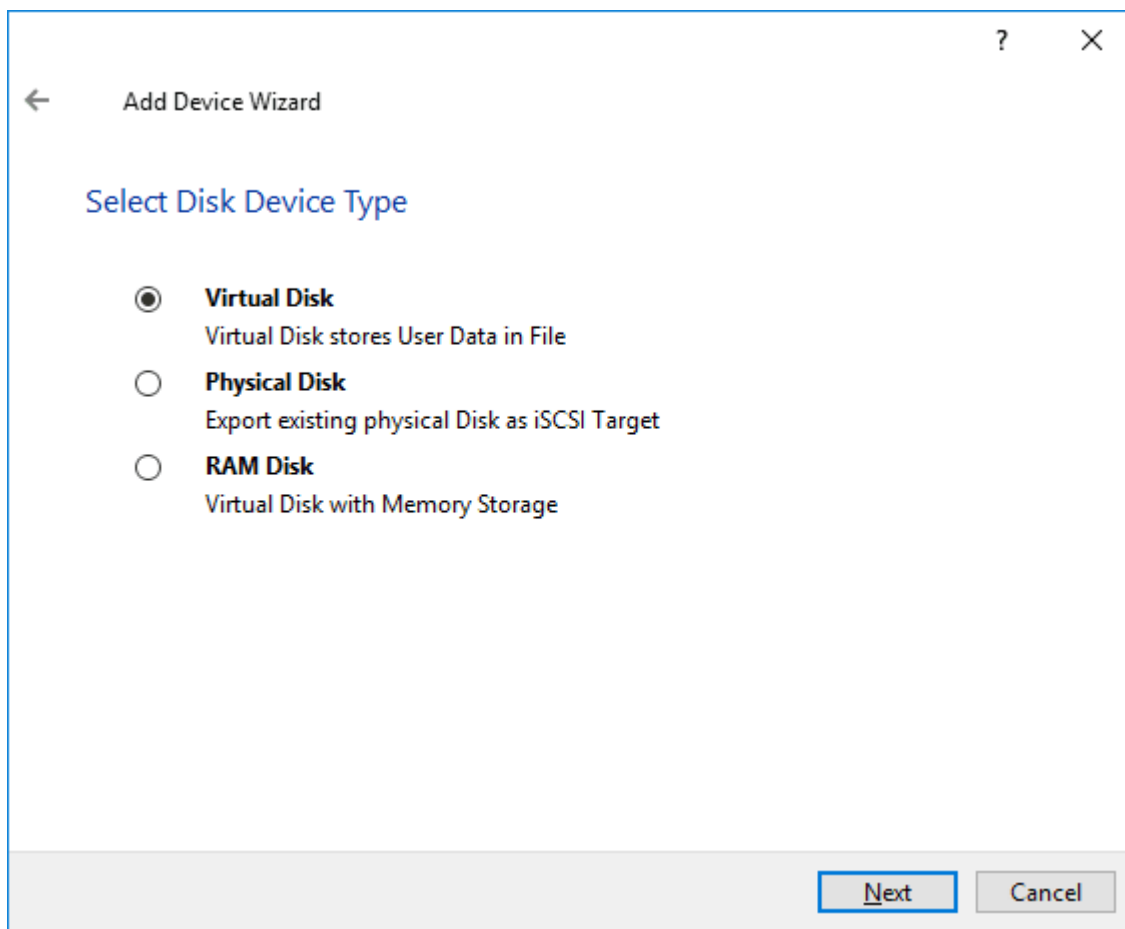 ?
Add Device Wizard
Select Disk Device Type
Virtual Disk
Virtual Disk stores User Data in File
Physical Disk
Export existing physical Disk as iSCSI Target
RAM Disk
Virtual Disk with Memory Storage
Next Cancel